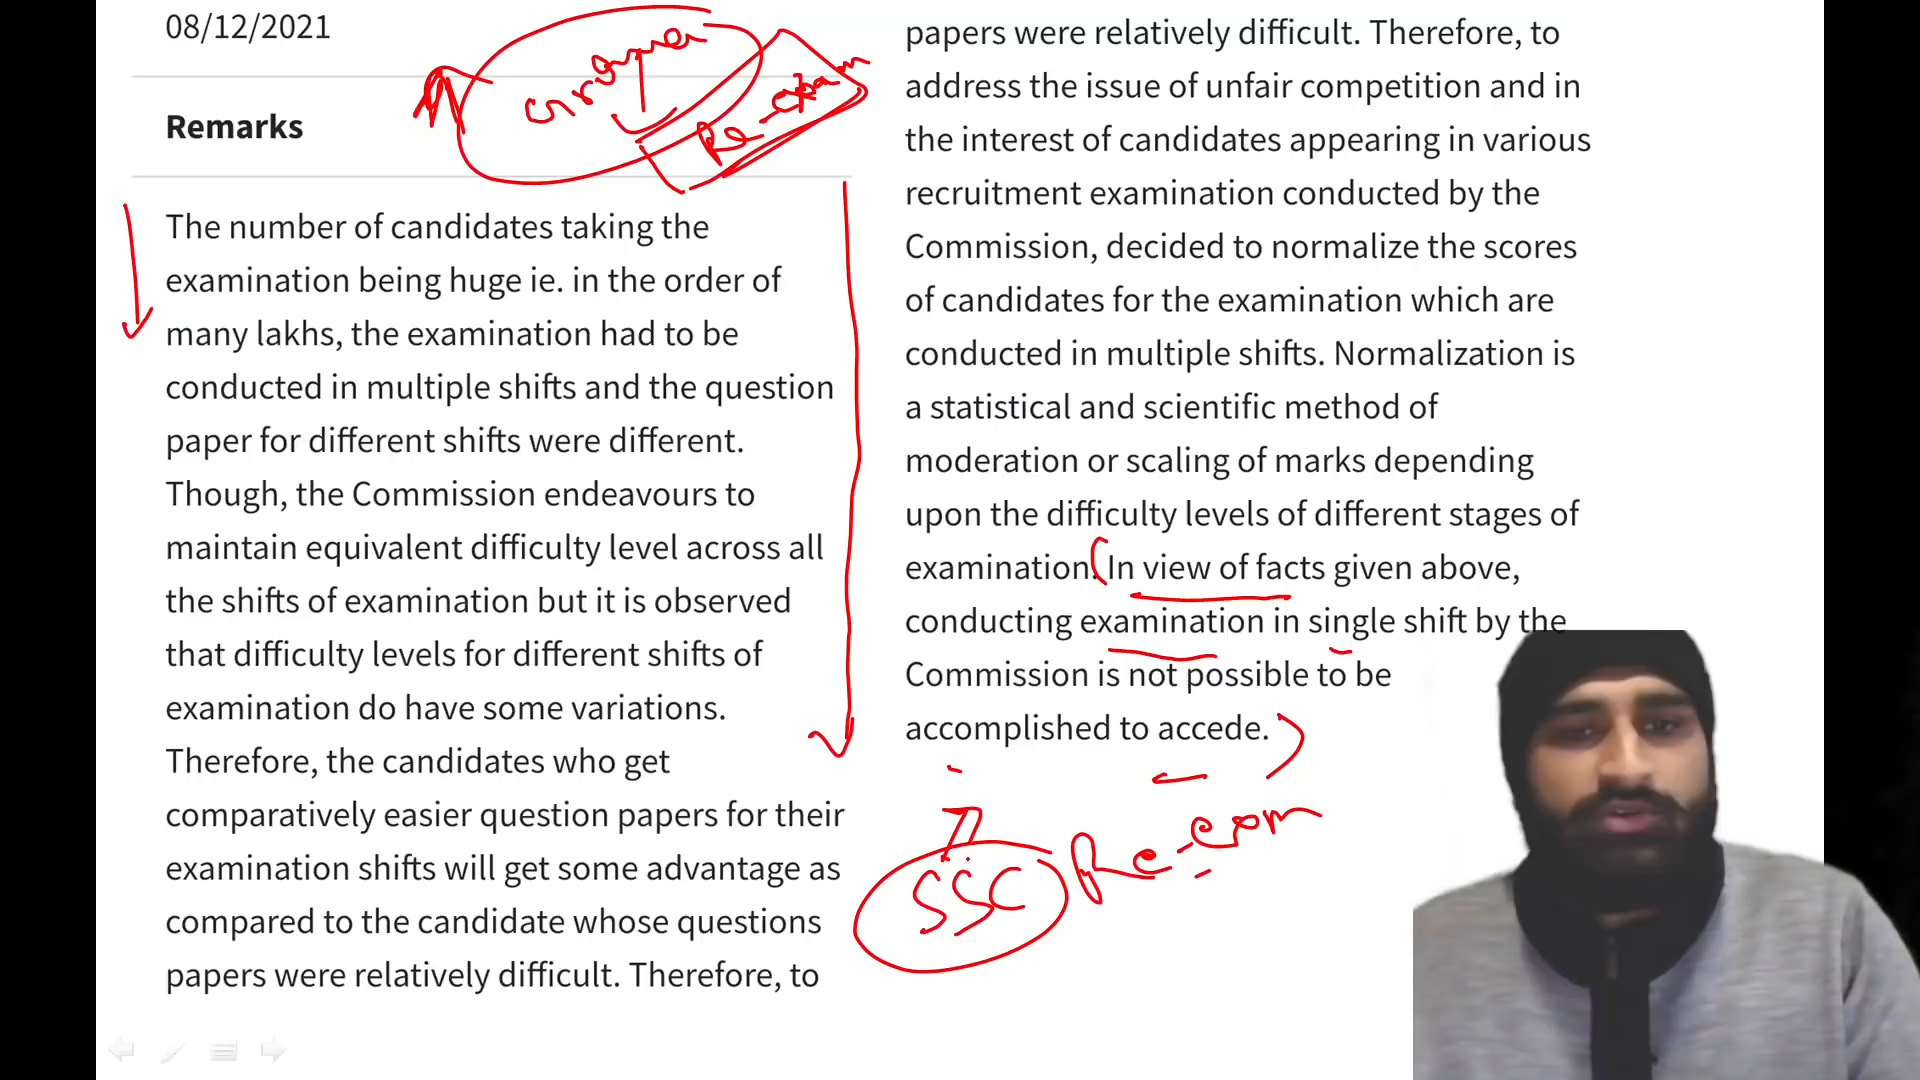 08/12/2021
Remarks
The number of candidates taking the
examination being huge ie. in the order of
many lakhs, the examination had to be
conducted in multiple shifts and the question
paper for different shifts were different.
Though, the Commission endeavours to
maintain equivalent difficulty level across all
the shifts of examination but it is observed
that difficulty levels for different shifts of
examination do have some variations.
Therefore, the candidates who get
comparatively easier question papers for their
examination shifts will get some advantage as
compared to the candidate whose questions
papers were relatively difficult. Therefore, to
Re-exam
papers were relatively difficult. Therefore, to
address the issue of unfair competition and in
the interest of candidates appearing in various
recruitment examination conducted by the
Commission, decided to normalize the scores
of candidates for the examination which are
conducted in multiple shifts. Normalization is
a statistical and scientific method of
moderation or scaling of marks depending
upon the difficulty levels of different stages of
examination. In view of facts given above,
conducting examination in single shift by the
Commission is not possible to be
accomplished to accede.
SSC Re-exam